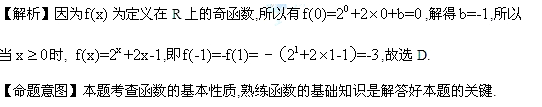 【解析】因为f(x) 为定义在 R 上的奇函数,所以有f(0)=2⁰+2×0+b=0 ,解得b=-1,所以
当 x ≥ 0时, f(x)=2ˣ+2x-1,即f(-1)=-f(1)= -（2¹+2×1-1)=-3 ,故选 D.
【命题意图】本题考查函数的基本性质,熟练函数的基础知识是解答好本题的关键.